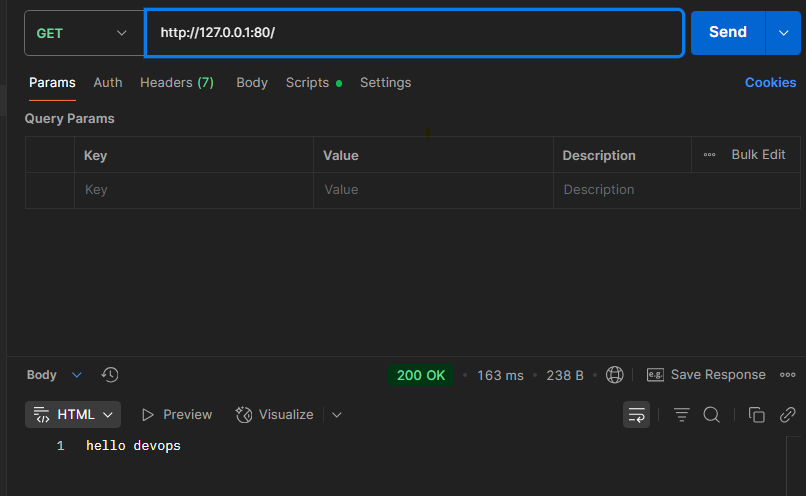 GET http://127.0.0.1:80/ Send
Params Auth Headers (7) Body Scripts Settings Cookies
Query Params
Key Value Description Bulk Edit
Key Value Description
Body 200 OK 163 ms 238 B e.g. Save Response
HTML Preview Visualize
1 hello devops